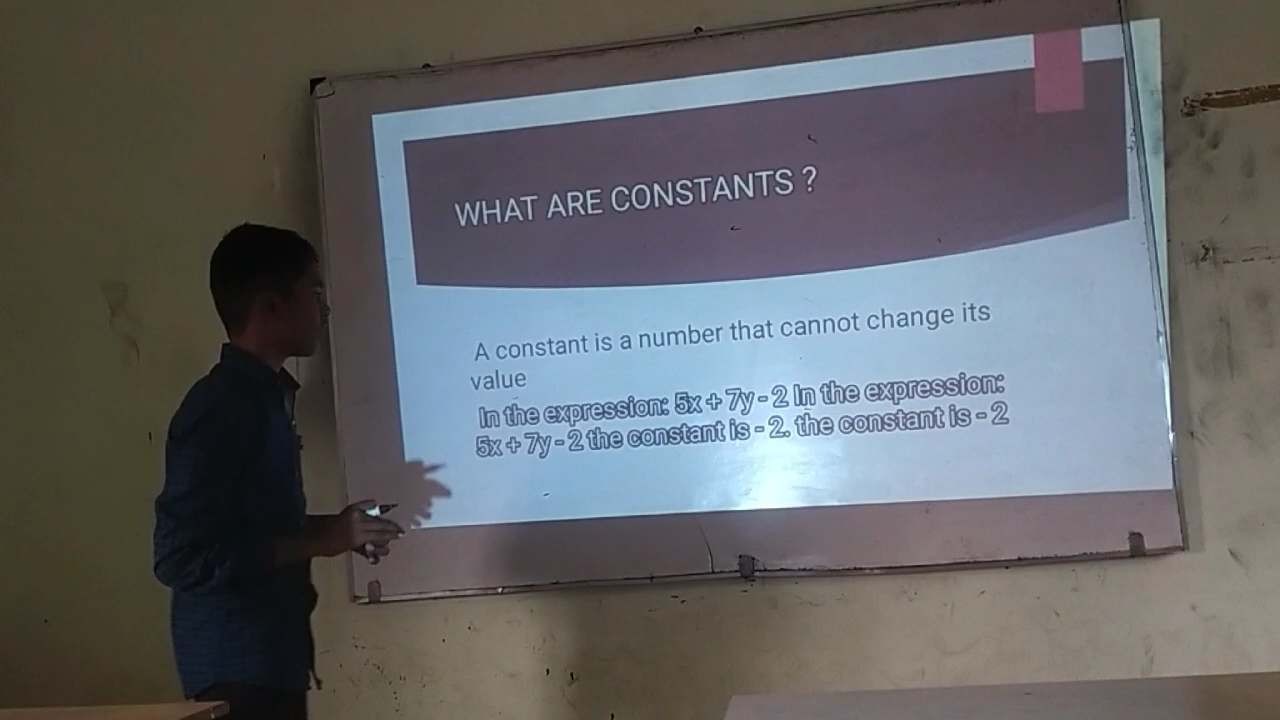 WHAT ARE CONSTANTS ?
A constant is a number that cannot change its
value
In the expression: 5x + 7y - 2 In the expression:
5x + 7y - 2 the constant is - 2. the constant is - 2